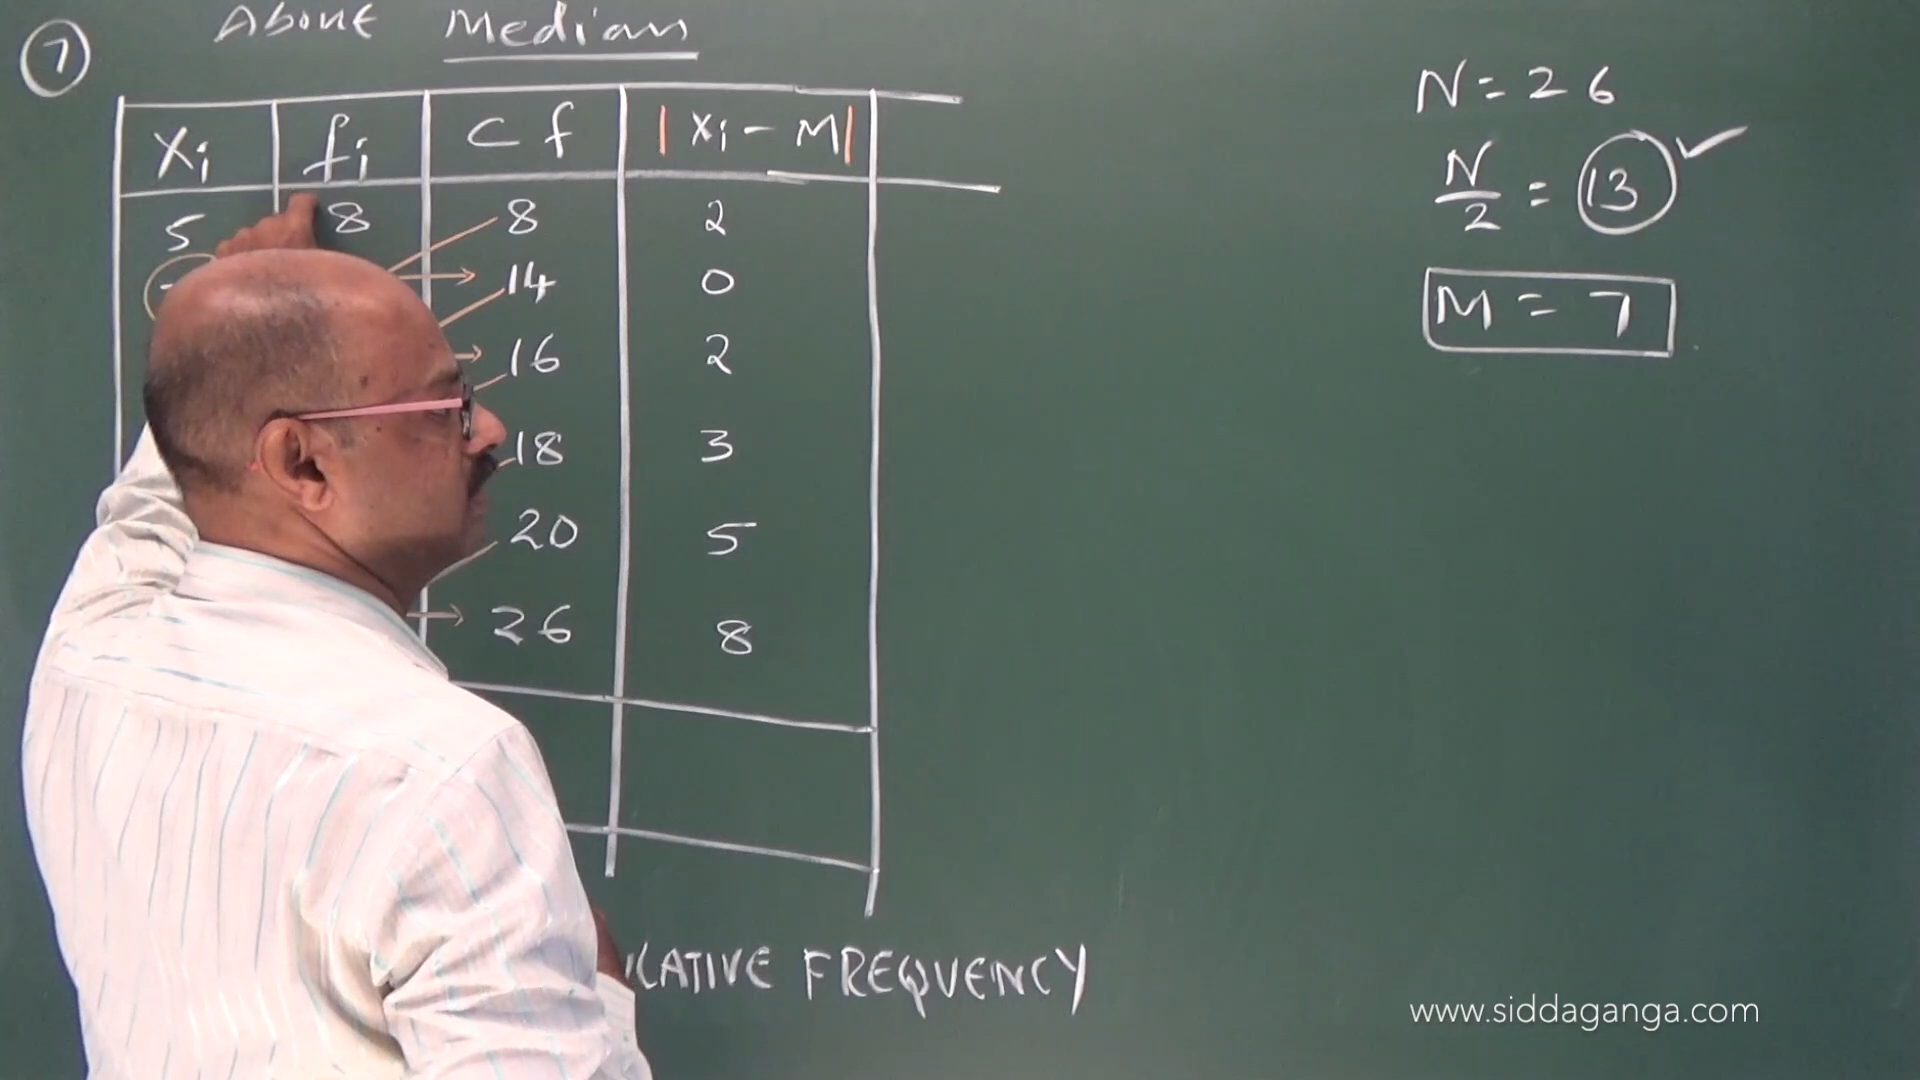 7 About Median
Xi fi Cf |Xi - M|
5 8 8 2
14 0
16 2
18 3
20 5
26 8
N = 26
N/2 = 13 ✓
M = 7
FREQUENCY
www.siddaganga.com